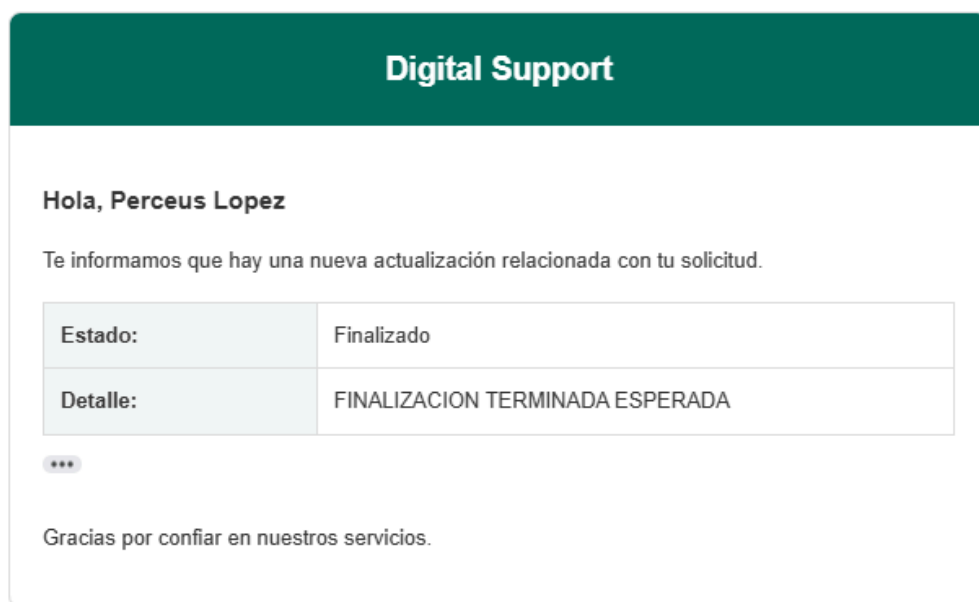 Digital Support
Hola, Perceus Lopez
Te informamos que hay una nueva actualización relacionada con tu solicitud.
Estado: Finalizado
Detalle: FINALIZACION TERMINADA ESPERADA
•••
Gracias por confiar en nuestros servicios.